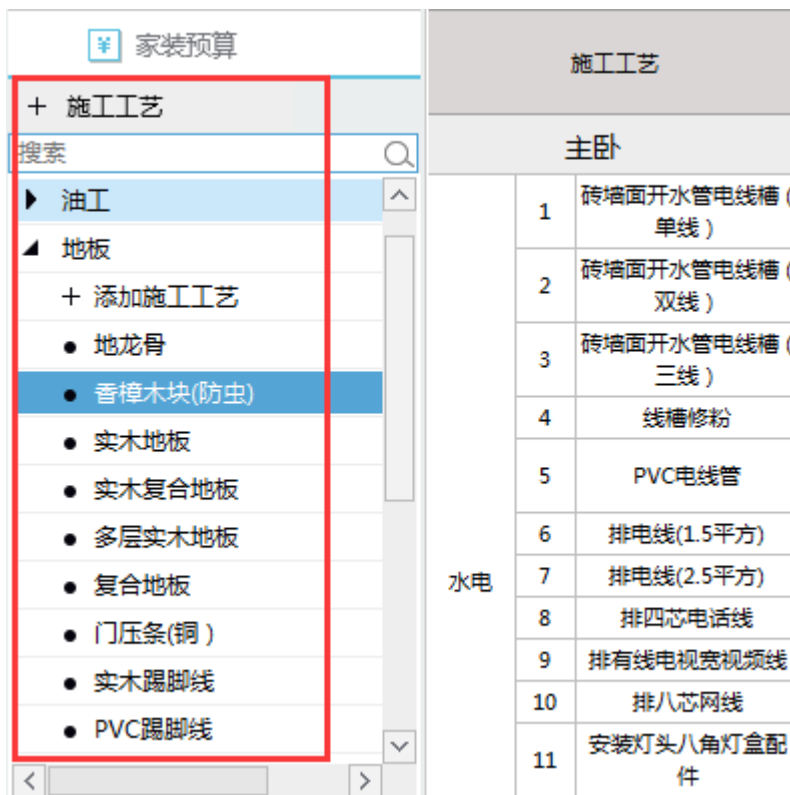 ¥ 家装预算
+ 施工工艺
搜索
油工
地板
+ 添加施工工艺
● 地龙骨
● 香樟木块(防虫)
● 实木地板
● 实木复合地板
● 多层实木地板
● 复合地板
● 门压条(铜)
● 实木踢脚线
● PVC踢脚线
施工工艺
主卧
水电
1 砖墙面开水管电线槽(
单线)
2 砖墙面开水管电线槽(
双线)
3 砖墙面开水管电线槽(
三线)
4 线槽修粉
5 PVC电线管
6 排电线(1.5平方)
7 排电线(2.5平方)
8 排四芯电话线
9 排有线电视宽视频线
10 排八芯网线
11 安装灯头八角灯盒配
件